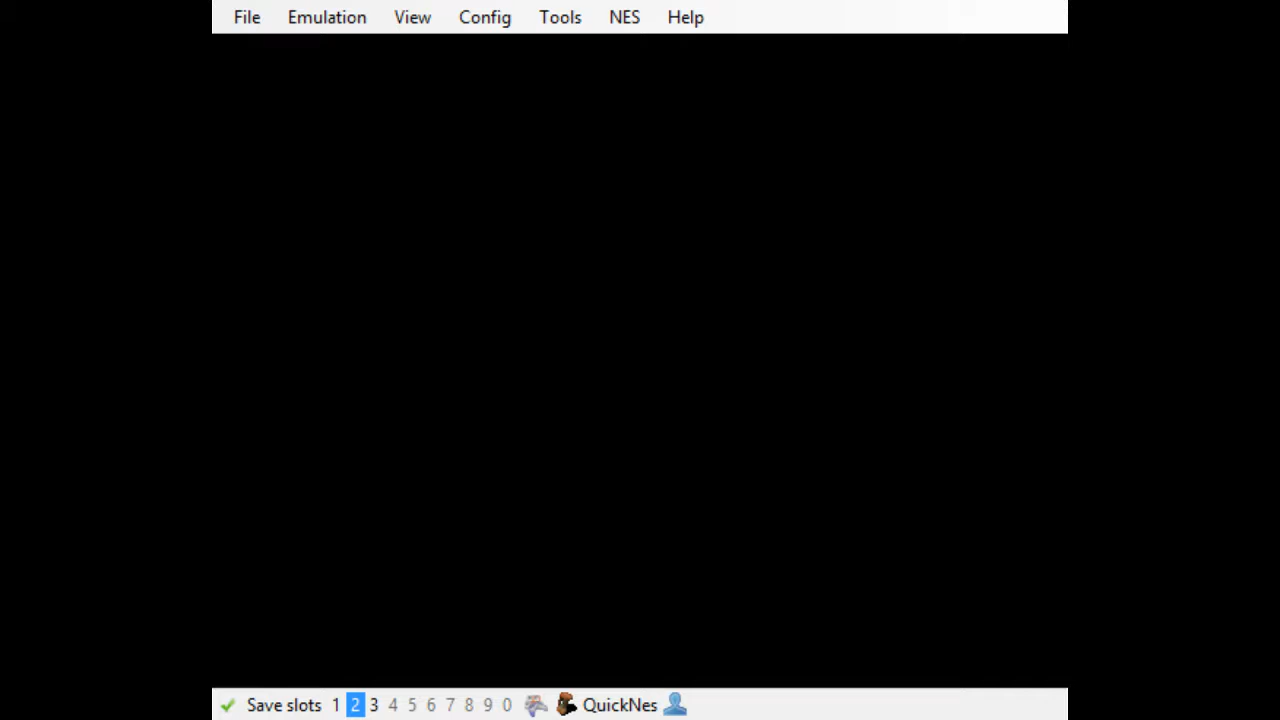 File Emulation View Config Tools NES Help
Save slots 1 2 3 4 5 6 7 8 9 0 QuickNes